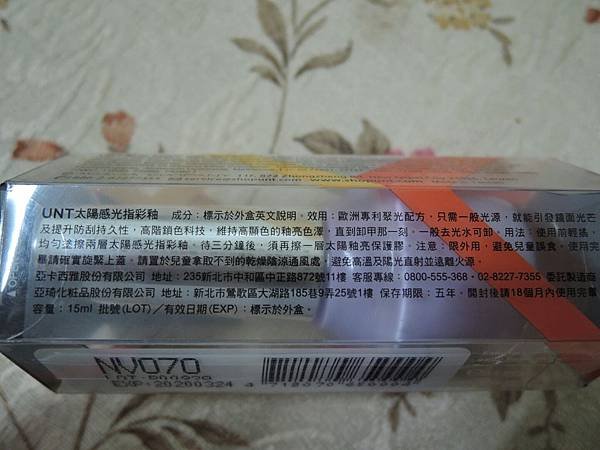 UNT太陽感光指彩釉 成分：標示於外盒英文說明。效用：歐洲專利聚光配方，只需一般光源，就能引發鏡面光芒
及提升防刮持久性，高階鎖色科技，維持高顯色的釉亮色澤，直到卸甲那一刻。一般去光水可卸。用法：使用前輕搖，
均勻塗擦兩層太陽感光指彩釉，待三分鐘後，須再擦一層太陽釉亮保護膠。注意：限外用，避免兒童誤食，使用完
畢請確實旋緊上蓋。請置於兒童拿取不到的乾燥陰涼通風處，避免高溫及陽光直射並遠離火源。
亞卡西雅股份有限公司 地址：235新北市中和區中正路872號11樓 客服專線：0800-555-368・02-8227-7355 委託製造商
亞琦化粧品股份有限公司 地址：新北市鶯歌區大湖路185巷9弄25號1樓 保存期限：五年。開封後請18個月內使用完畢
容量：15ml 批號(LOT)／有效日期(EXP)：標示於外盒。
NV070
EXP:20200324